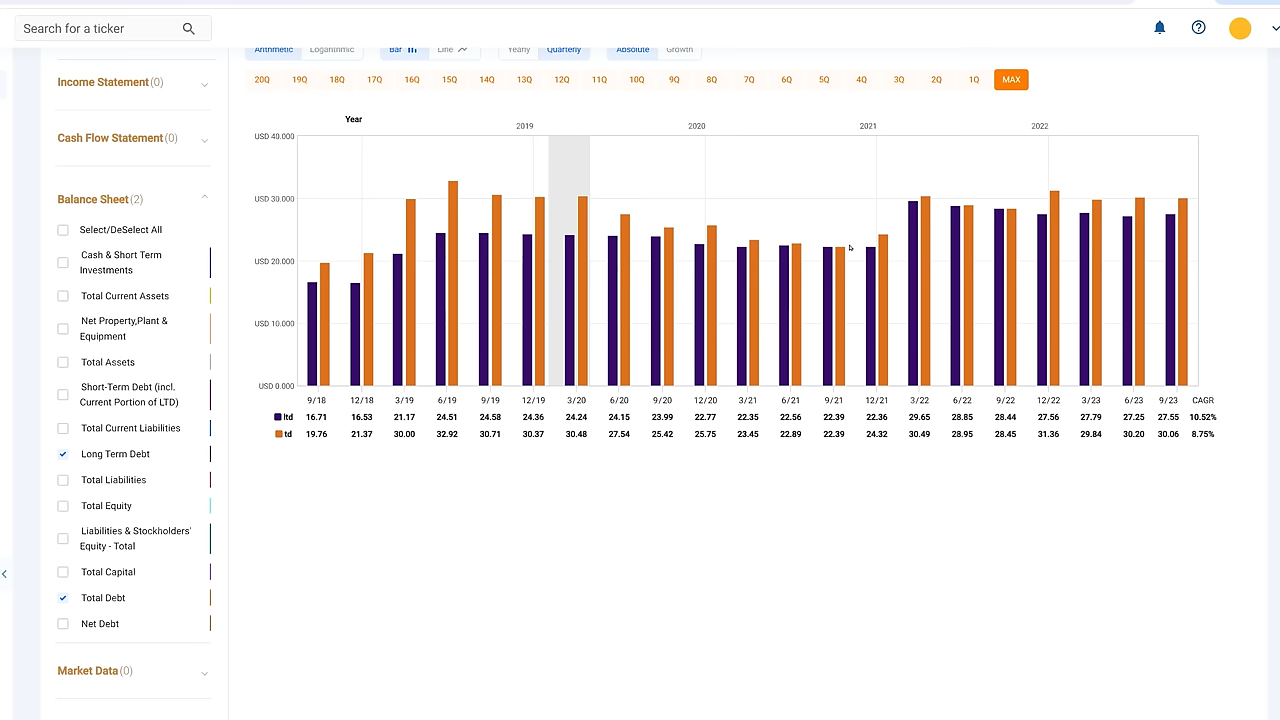 Search for a ticker
Arithmetic Logarithmic Bar Line Yearly Quarterly Absolute Growth
20Q 19Q 18Q 17Q 16Q 15Q 14Q 13Q 12Q 11Q 10Q 9Q 8Q 7Q 6Q 5Q 4Q 3Q 2Q 1Q MAX
Income Statement (0)
Cash Flow Statement (0)
Balance Sheet (2)
Select/DeSelect All
Cash & Short Term
Investments
Total Current Assets
Net Property,Plant &
Equipment
Total Assets
Short-Term Debt (incl.
Current Portion of LTD)
Total Current Liabilities
Long Term Debt
Total Liabilities
Total Equity
Liabilities & Stockholders'
Equity - Total
Total Capital
Total Debt
Net Debt
Market Data (0)
Year
2019 2020 2021 2022
USD 40.000
USD 30.000
USD 20.000
USD 10.000
USD 0.000
9/18 12/18 3/19 6/19 9/19 12/19 3/20 6/20 9/20 12/20 3/21 6/21 9/21 12/21 3/22 6/22 9/22 12/22 3/23 6/23 9/23 CAGR
ltd 16.71 16.53 21.17 24.51 24.58 24.36 24.24 24.15 23.99 22.77 22.35 22.56 22.39 22.36 29.65 28.85 28.44 27.56 27.79 27.25 27.55 10.52%
td 19.76 21.37 30.00 32.92 30.71 30.37 30.48 27.54 25.42 25.75 23.45 22.89 22.39 24.32 30.49 28.95 28.45 31.36 29.84 30.20 30.06 8.75%